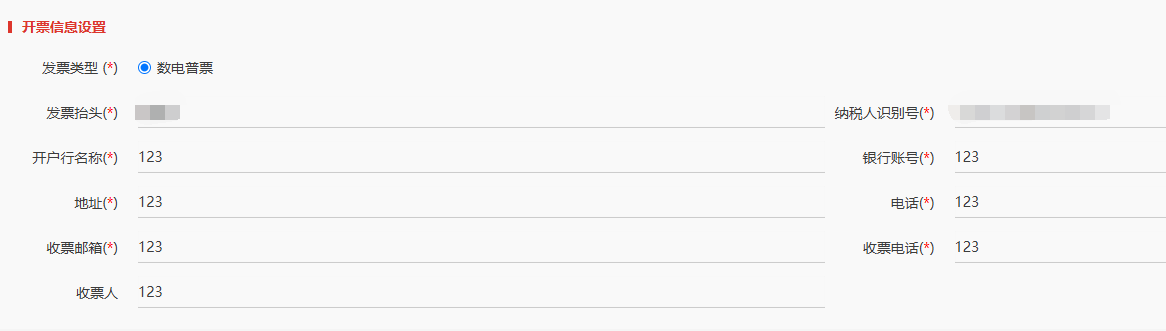 开票信息设置
发票类型 (*) 数电普票
发票抬头(*) 纳税人识别号(*)
开户行名称(*) 123 银行账号(*) 123
地址(*) 123 电话(*) 123
收票邮箱(*) 123 收票电话(*) 123
收票人 123